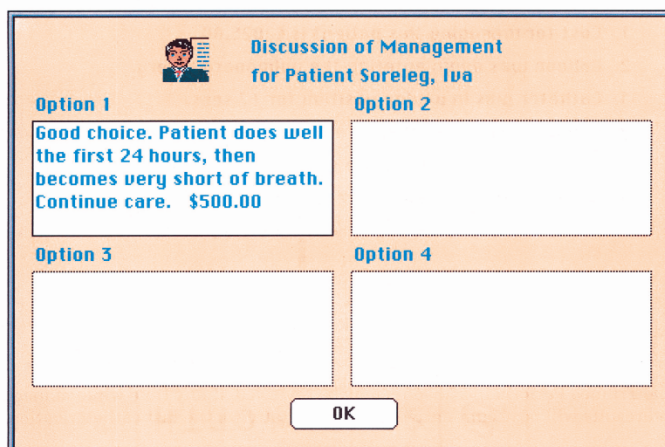 Discussion of Management
for Patient Soreleg, Iva
Option 1
Option 2
Good choice. Patient does well
the first 24 hours, then
becomes very short of breath.
Continue care. $500.00
Option 3
Option 4
OK